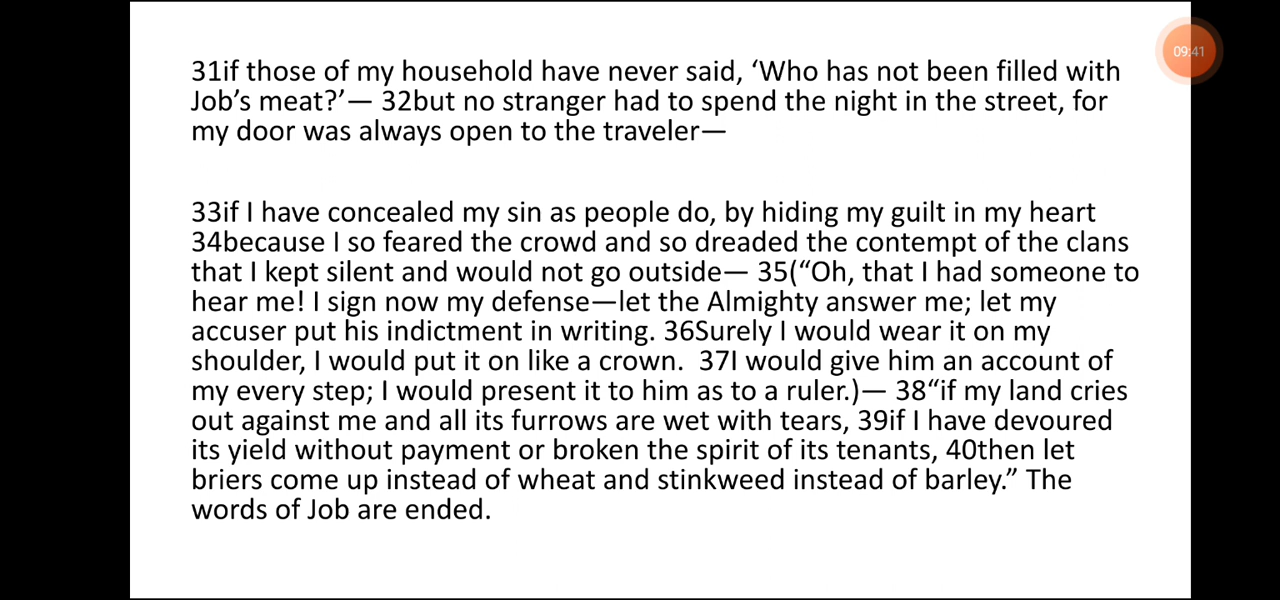 09:41
31if those of my household have never said, ‘Who has not been filled with
Job’s meat?’— 32but no stranger had to spend the night in the street, for
my door was always open to the traveler—
33if I have concealed my sin as people do, by hiding my guilt in my heart
34because I so feared the crowd and so dreaded the contempt of the clans
that I kept silent and would not go outside— 35(“Oh, that I had someone to
hear me! I sign now my defense—let the Almighty answer me; let my
accuser put his indictment in writing. 36Surely I would wear it on my
shoulder, I would put it on like a crown.  37I would give him an account of
my every step; I would present it to him as to a ruler.)— 38“if my land cries
out against me and all its furrows are wet with tears, 39if I have devoured
its yield without payment or broken the spirit of its tenants, 40then let
briers come up instead of wheat and stinkweed instead of barley.” The
words of Job are ended.